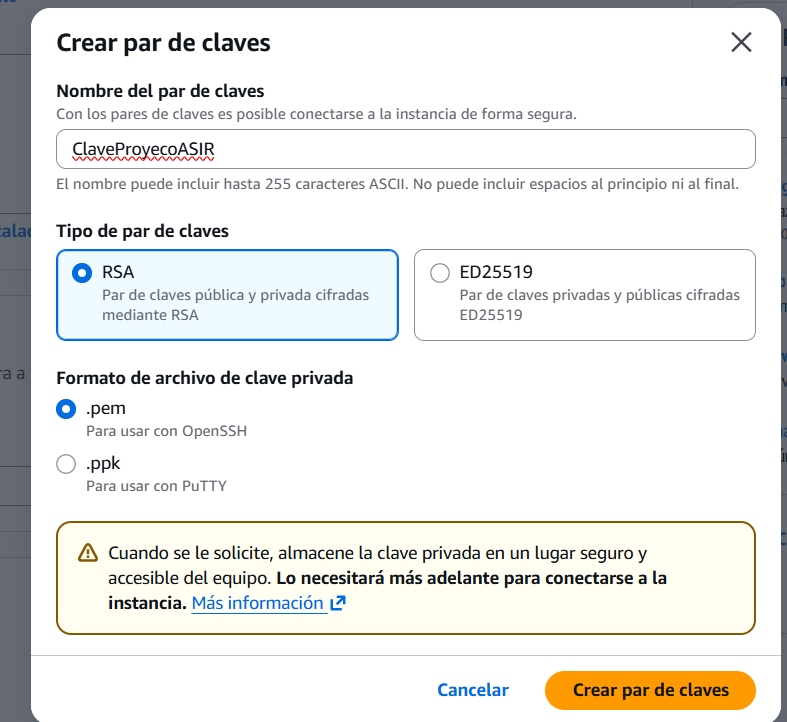 Crear par de claves
Nombre del par de claves
Con los pares de claves es posible conectarse a la instancia de forma segura.
ClaveProyecoASIR
El nombre puede incluir hasta 255 caracteres ASCII. No puede incluir espacios al principio ni al final.
Tipo de par de claves
RSA
Par de claves pública y privada cifradas
mediante RSA
ED25519
Par de claves privadas y públicas cifradas
ED25519
Formato de archivo de clave privada
.pem
Para usar con OpenSSH
.ppk
Para usar con PuTTY
Cuando se le solicite, almacene la clave privada en un lugar seguro y
accesible del equipo. Lo necesitará más adelante para conectarse a la
instancia. Más información
Cancelar
Crear par de claves